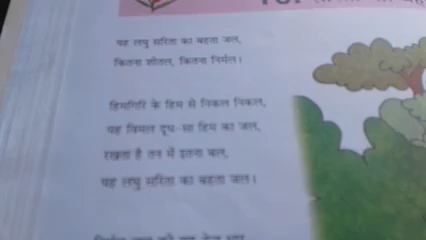 यह लघु सरिता का बहता जल,
कितना शीतल, कितना निर्मल।
हिमगिरि के हिम से निकल निकल,
यह विमल दूध-सा हिम का जल,
रखता है तन में इतना बल,
यह लघु सरिता का बहता जल।